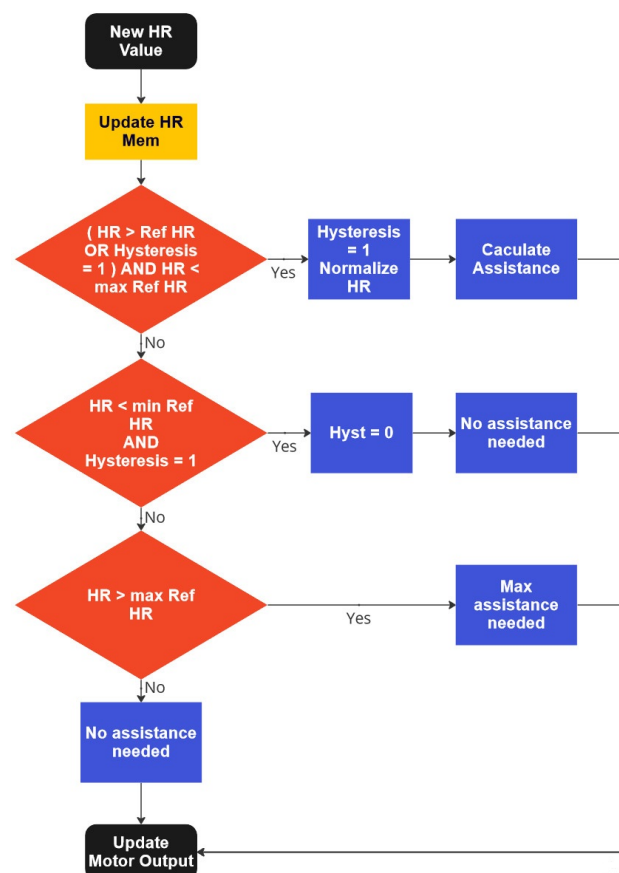 New HR
Value
Update HR
Mem
( HR > Ref HR
OR Hysteresis
= 1 ) AND HR <
max Ref HR
Yes
Hysteresis
= 1
Normalize
HR
Caculate
Assistance
No
HR < min Ref
HR
AND
Hysteresis = 1
Yes
Hyst = 0
No assistance
needed
No
HR > max Ref
HR
Yes
Max
assistance
needed
No
No assistance
needed
Update
Motor Output